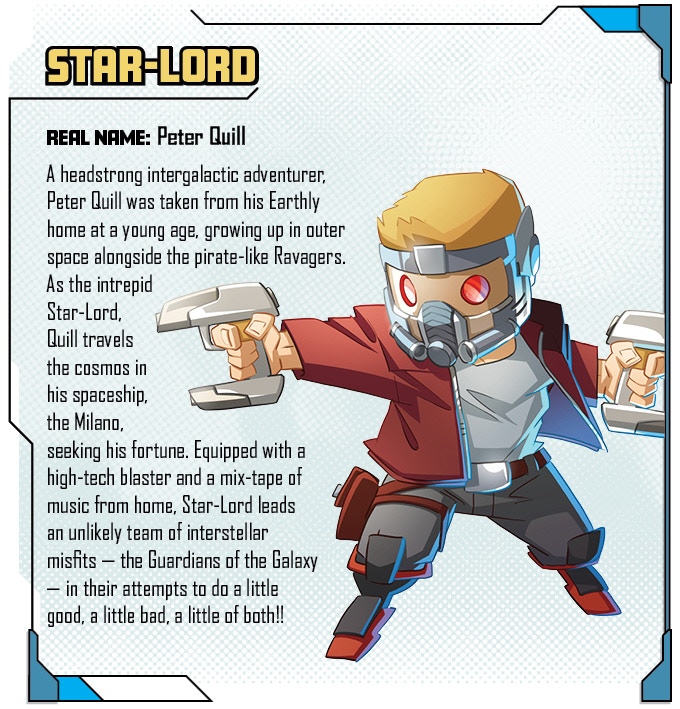 STAR-LORD
REAL NAME: Peter Quill
A headstrong intergalactic adventurer,
Peter Quill was taken from his Earthly
home at a young age, growing up in outer
space alongside the pirate-like Ravagers.
As the intrepid
Star-Lord,
Quill travels
the cosmos in
his spaceship,
the Milano,
seeking his fortune. Equipped with a
high-tech blaster and a mix-tape of
music from home, Star-Lord leads
an unlikely team of interstellar
misfits — the Guardians of the Galaxy
— in their attempts to do a little
good, a little bad, a little of both!!